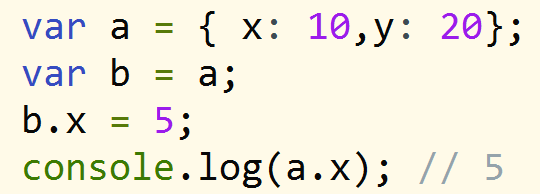 var a = { x: 10,y: 20};
var b = a;
b.x = 5;
console.log(a.x); // 5